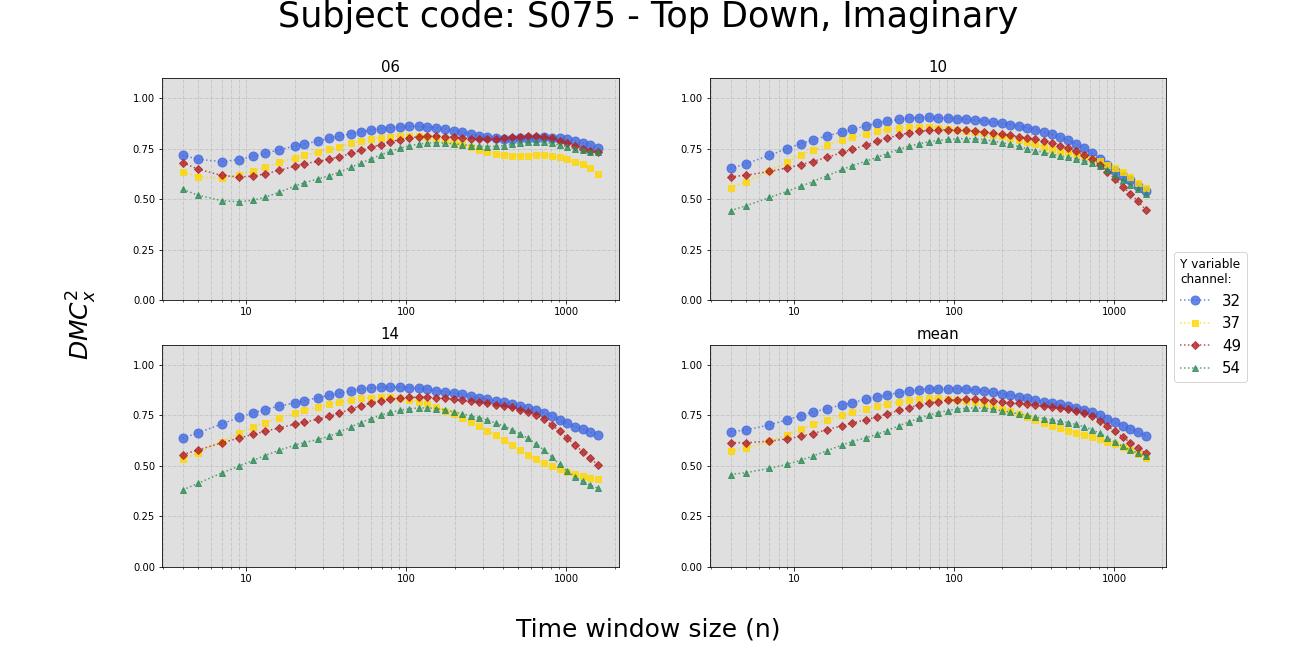 Subject code: S075 - Top Down, Imaginary
06
1.00
0.75
0.50
0.25
0.00
10 100 1000
10
1.00
0.75
0.50
0.25
0.00
10 100 1000
14
1.00
0.75
0.50
0.25
0.00
10 100 1000
mean
1.00
0.75
0.50
0.25
0.00
10 100 1000
DMC²ₓ
Time window size (n)
Y variable
channel:
32
37
49
54